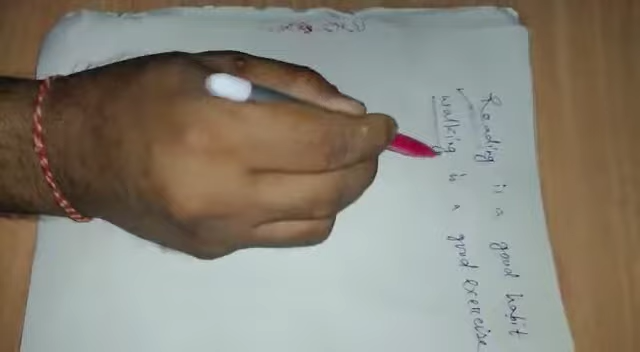 Reading is a good habit
walking is a good exercise